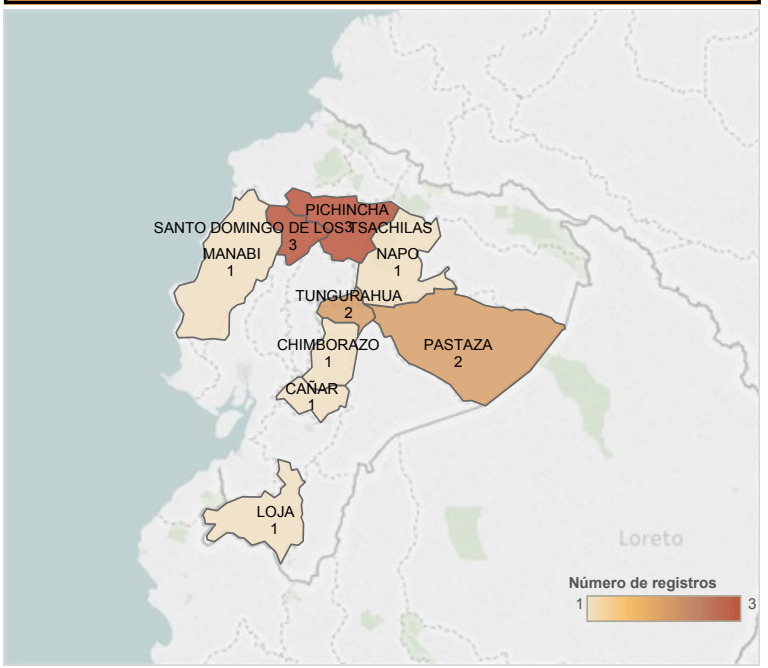 PICHINCHA
3
SANTO DOMINGO DE LOS TSACHILAS
3
MANABI
1
NAPO
1
TUNGURAHUA
2
CHIMBORAZO
1
PASTAZA
2
CAÑAR
1
LOJA
1
Loreto
Número de registros
1 3